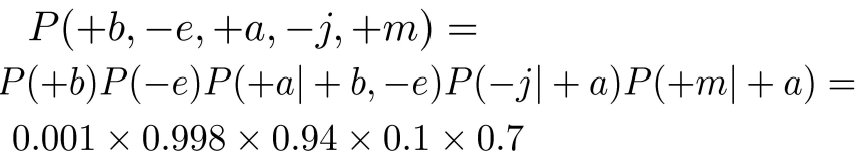 P(+b, −e, +a, −j, +m) =
P(+b)P(−e)P(+a| + b, −e)P(−j| + a)P(+m| + a) =
0.001 × 0.998 × 0.94 × 0.1 × 0.7